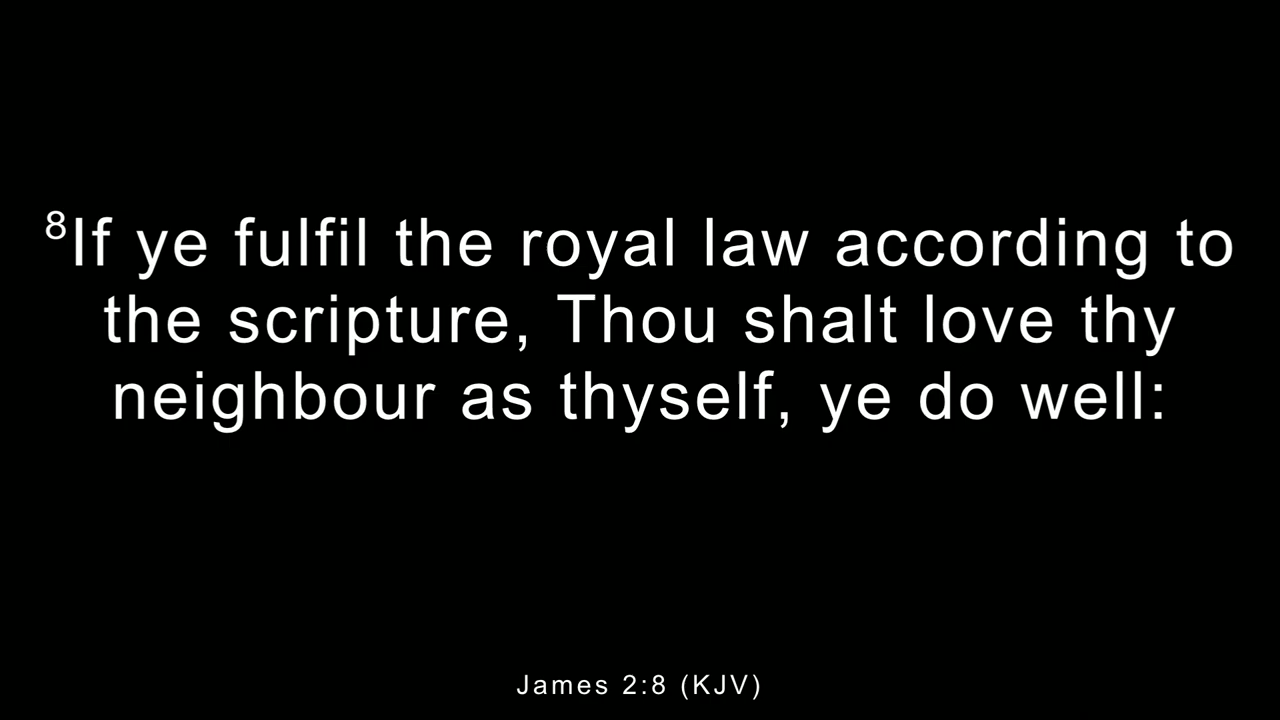 ⁸If ye fulfil the royal law according to
the scripture, Thou shalt love thy
neighbour as thyself, ye do well:
James 2:8 (KJV)